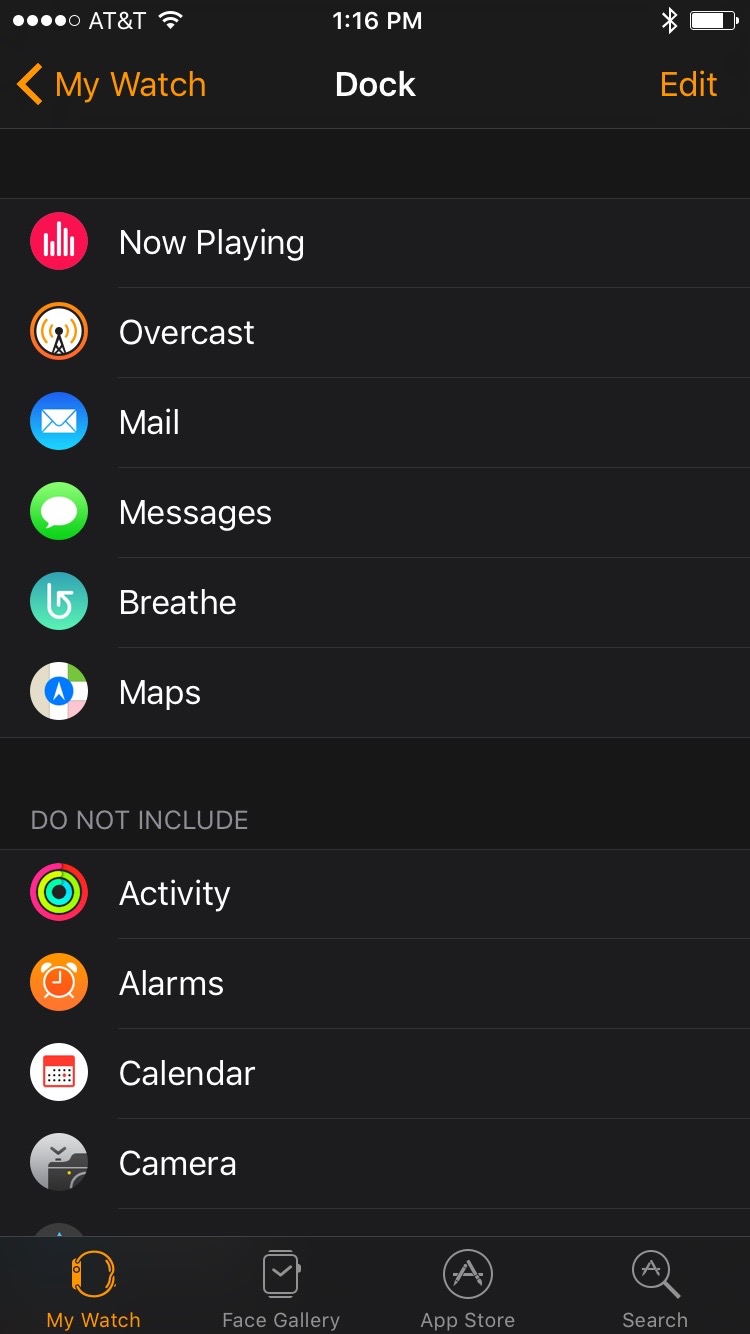 AT&T 1:16 PM
My Watch Dock Edit
Now Playing
Overcast
Mail
Messages
Breathe
Maps
DO NOT INCLUDE
Activity
Alarms
Calendar
Camera
My Watch Face Gallery App Store Search